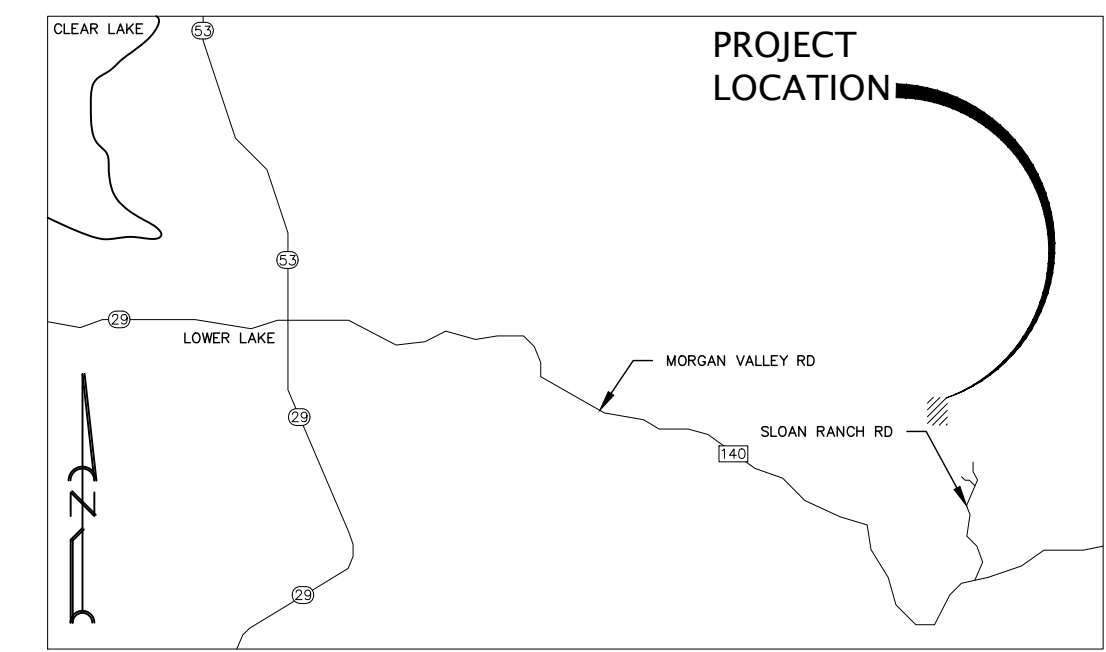 CLEAR LAKE
53
PROJECT
LOCATION
53
29
LOWER LAKE
MORGAN VALLEY RD
29
SLOAN RANCH RD
140
N
29